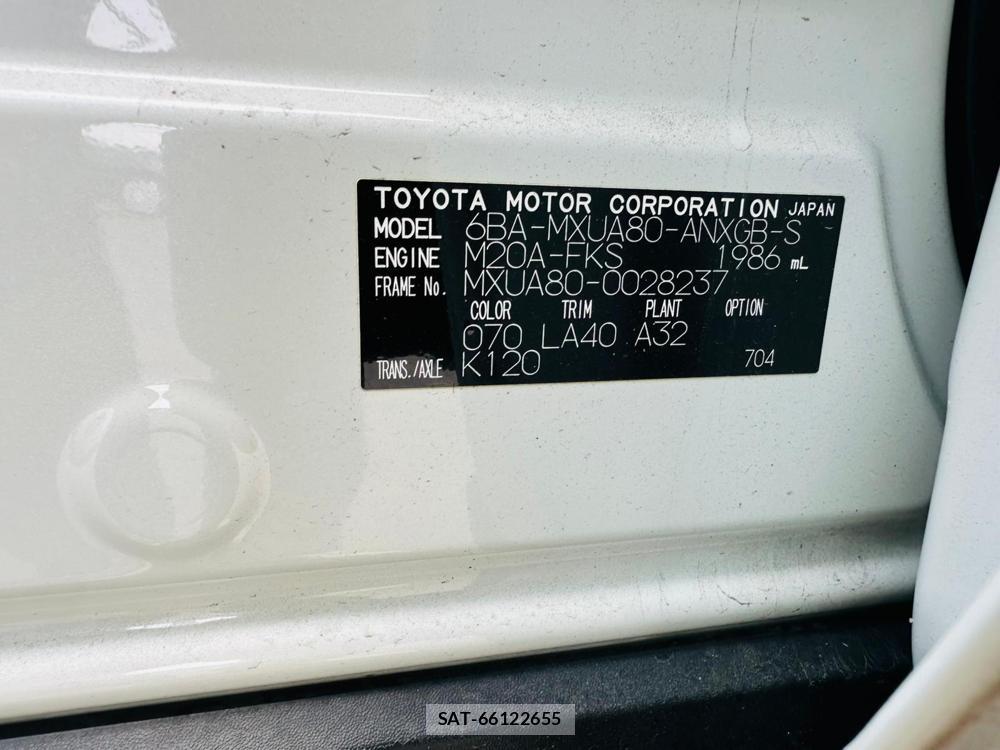 TOYOTA MOTOR CORPORATION JAPAN
MODEL 6BA-MXUA80-ANXGB-S
ENGINE M20A-FKS 1986 mL
FRAME No. MXUA80-0028237
COLOR TRIM PLANT OPTION
070 LA40 A32
TRANS./AXLE K120 704
SAT-66122655